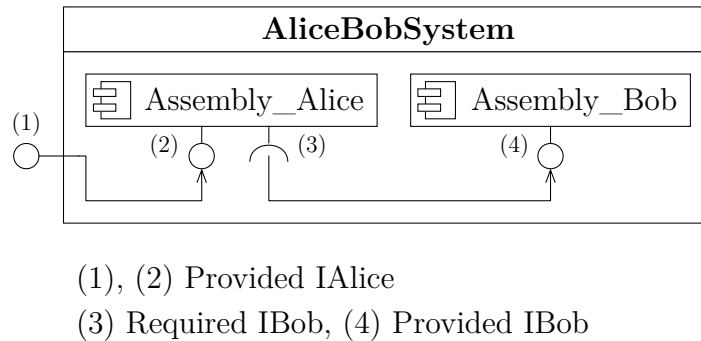 AliceBobSystem
Assembly_Alice
Assembly_Bob
(1)
(2)
(3)
(4)
(1), (2) Provided IAlice
(3) Required IBob, (4) Provided IBob